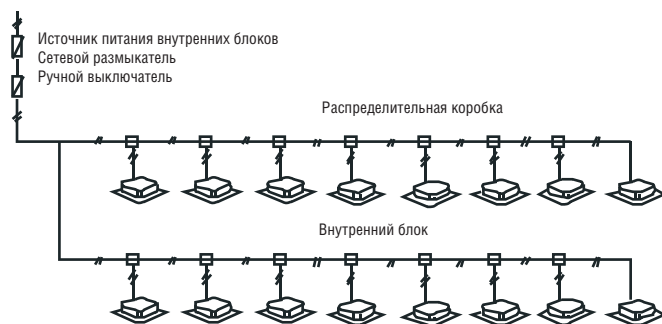 Источник питания внутренних блоков
Сетевой размыкатель
Ручной выключатель
Распределительная коробка
Внутренний блок